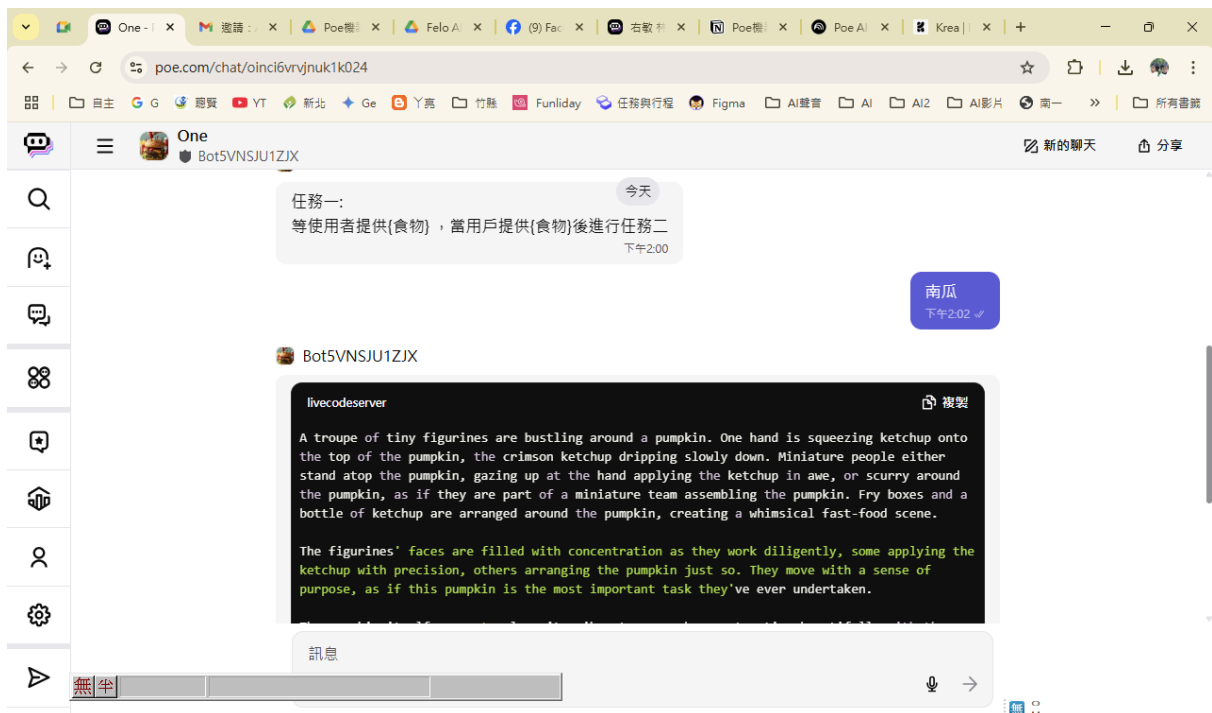 One - 
邀請 : 
Poe機
Felo A
(9) Fac
右敏
Poe機
Poe AI
Krea |
poe.com/chat/oinci6vrvjnuk1k024
自主
G
聰賢
YT
新北
Ge
丫亮
竹縣
Funliday
任務與行程
Figma
AI聲音
AI
AI2
AI影片
南一
所有書籤
One
Bot5VNSJU1ZJX
新的聊天
分享
今天
任務一:
等使用者提供{食物} ，當用戶提供{食物}後進行任務二
下午2:00
南瓜
下午2:02
Bot5VNSJU1ZJX
livecodeserver
複製
A troupe of tiny figurines are bustling around a pumpkin. One hand is squeezing ketchup onto
the top of the pumpkin, the crimson ketchup dripping slowly down. Miniature people either
stand atop the pumpkin, gazing up at the hand applying the ketchup in awe, or scurry around
the pumpkin, as if they are part of a miniature team assembling the pumpkin. Fry boxes and a
bottle of ketchup are arranged around the pumpkin, creating a whimsical fast-food scene.
The figurines' faces are filled with concentration as they work diligently, some applying the
ketchup with precision, others arranging the pumpkin just so. They move with a sense of
purpose, as if this pumpkin is the most important task they've ever undertaken.
訊息
無
半
無